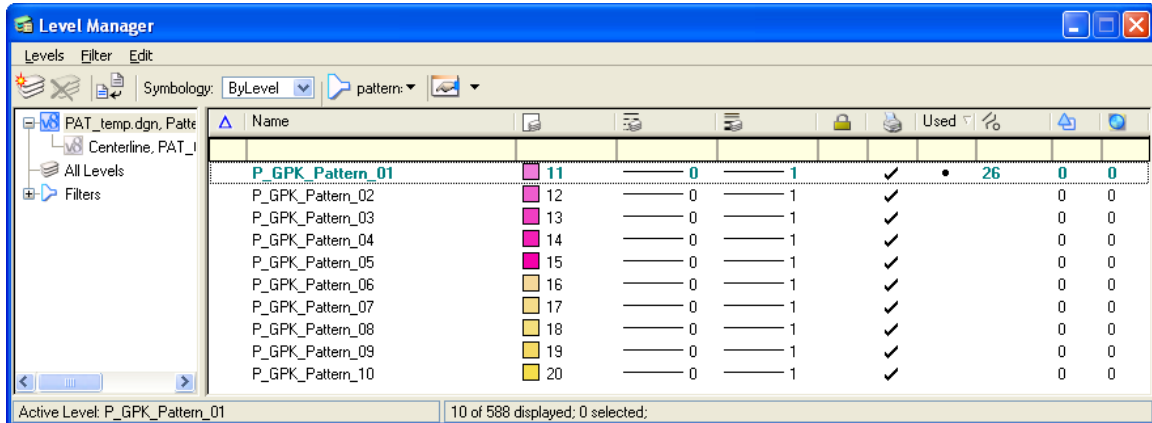 Level Manager
Levels Filter Edit
Symbology: ByLevel pattern:
PAT_temp.dgn, Patte
Centerline, PAT_
All Levels
Filters
Name Used
P_GPK_Pattern_01 11 0 1 26 0 0
P_GPK_Pattern_02 12 0 1 0 0
P_GPK_Pattern_03 13 0 1 0 0
P_GPK_Pattern_04 14 0 1 0 0
P_GPK_Pattern_05 15 0 1 0 0
P_GPK_Pattern_06 16 0 1 0 0
P_GPK_Pattern_07 17 0 1 0 0
P_GPK_Pattern_08 18 0 1 0 0
P_GPK_Pattern_09 19 0 1 0 0
P_GPK_Pattern_10 20 0 1 0 0
Active Level: P_GPK_Pattern_01 10 of 588 displayed; 0 selected;